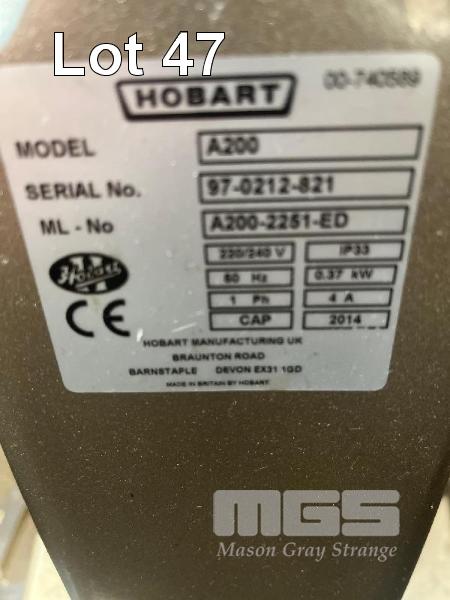 Lot 47
00-740589
HOBART
MODEL A200
SERIAL No. 97-0212-821
ML - No A200-2251-ED
220/240 V IP33
Hobart 50 Hz 0.37 kW
CE 1 Ph 4 A
CAP 2014
HOBART MANUFACTURING UK
BRAUNTON ROAD
BARNSTAPLE DEVON EX31 1GD
MADE IN BRITAIN BY HOBART
MGS
Mason Gray Strange